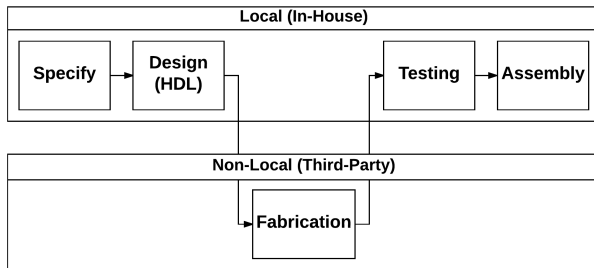 Local (In-House)
Specify
Design
(HDL)
Testing
Assembly
Non-Local (Third-Party)
Fabrication